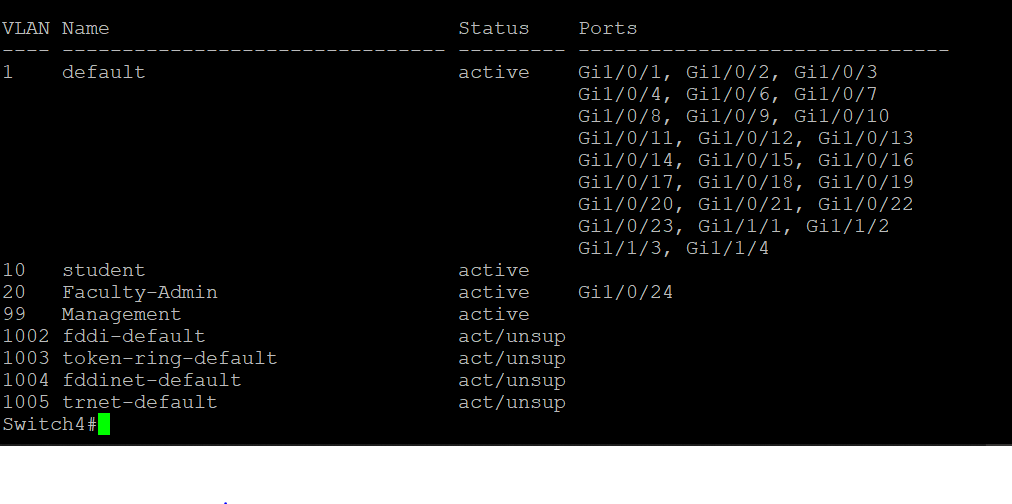 VLAN Name                             Status    Ports
---- -------------------------------- --------- -------------------------------
1    default                          active    Gi1/0/1, Gi1/0/2, Gi1/0/3
                                                Gi1/0/4, Gi1/0/6, Gi1/0/7
                                                Gi1/0/8, Gi1/0/9, Gi1/0/10
                                                Gi1/0/11, Gi1/0/12, Gi1/0/13
                                                Gi1/0/14, Gi1/0/15, Gi1/0/16
                                                Gi1/0/17, Gi1/0/18, Gi1/0/19
                                                Gi1/0/20, Gi1/0/21, Gi1/0/22
                                                Gi1/0/23, Gi1/1/1, Gi1/1/2
                                                Gi1/1/3, Gi1/1/4
10   student                          active
20   Faculty-Admin                    active    Gi1/0/24
99   Management                       active
1002 fddi-default                     act/unsup
1003 token-ring-default               act/unsup
1004 fddinet-default                  act/unsup
1005 trnet-default                    act/unsup
Switch4#